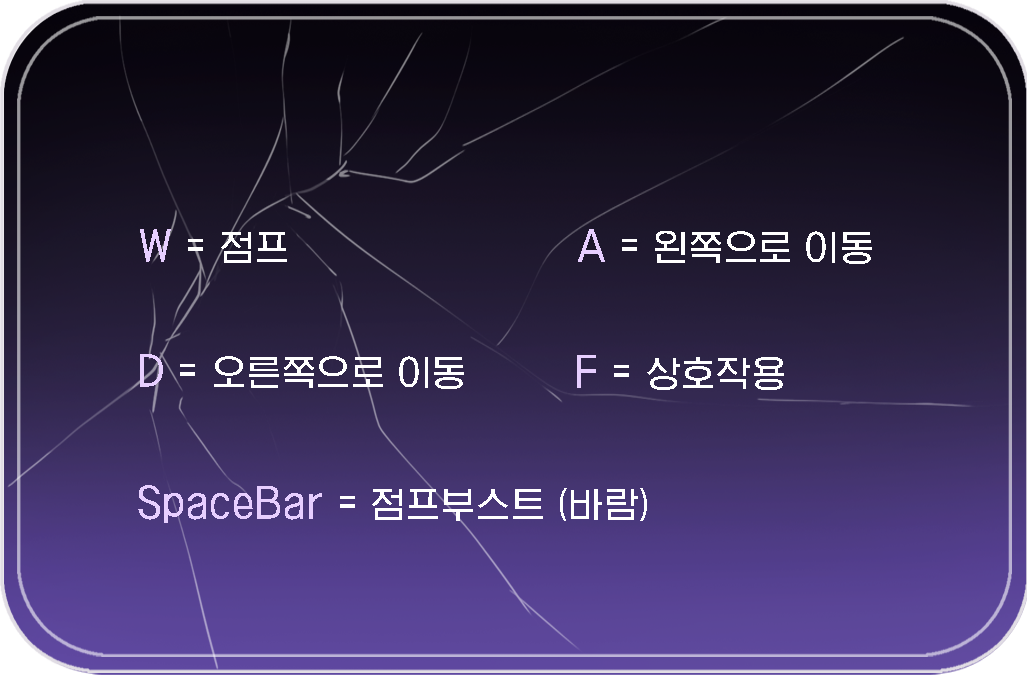 W = 점프
A = 왼쪽으로 이동
D = 오른쪽으로 이동
F = 상호작용
SpaceBar = 점프부스트 (바람)